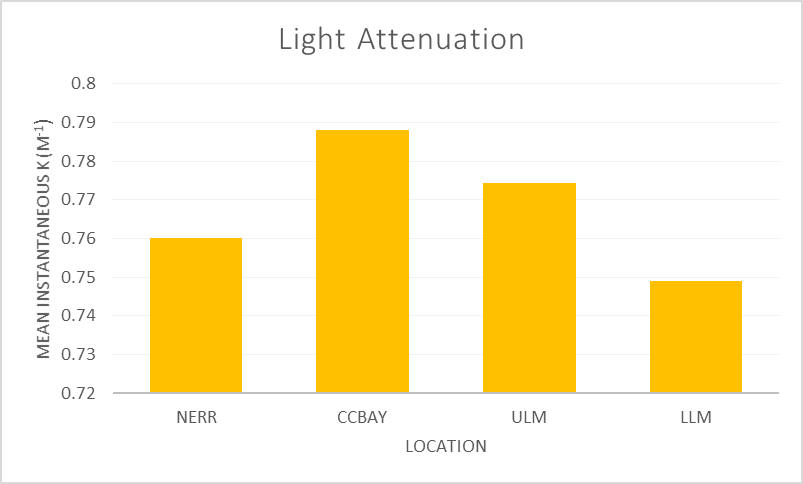 Light Attenuation
MEAN INSTANTANEOUS K (M-1)
0.8
0.79
0.78
0.77
0.76
0.75
0.74
0.73
0.72
NERR CCBAY ULM LLM
LOCATION